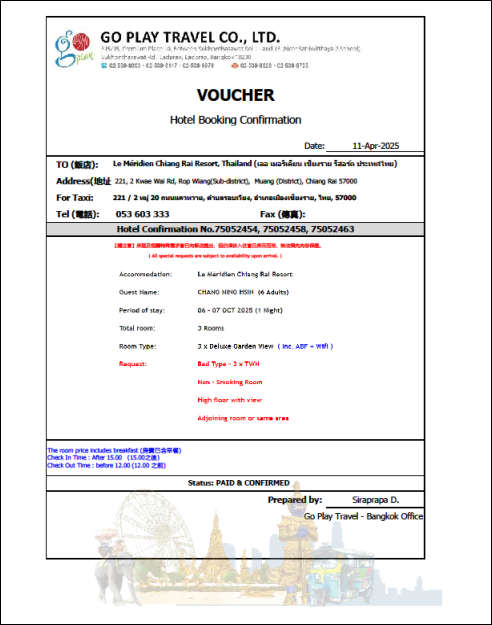 go play
GO PLAY TRAVEL CO., LTD.
VOUCHER
Hotel Booking Confirmation
Date: 11-Apr-2025
TO (飯店): Le Méridien Chiang Rai Resort, Thailand (เลอ เมอริเดียน เชียงราย รีสอร์ท ประเทศไทย)
Address(地址 221, 2 Kwae Wai Rd, Rop Wiang(Sub-district), Muang (District), Chiang Rai 57000
For Taxi: 221 / 2 หมู่ 20 ถนนแควหวาย, ตำบลรอบเวียง, อำเภอเมืองเชียงราย, ไทย, 57000
Tel (電話): 053 603 333 Fax (傳真):
Hotel Confirmation No.75052454, 75052458, 75052463
( All special requests are subject to availability upon arrival. )
Accommodation: Le Meridien Chiang Rai Resort
Guest Name: CHANG NING HSIN (6 Adults)
Period of stay: 06 - 07 OCT 2025 (1 Night)
Total room: 3 Rooms
Room Type: 3 x Deluxe Garden View ( Inc. ABF + Wifi )
Request: Bed Type - 3 x TWN
Non - Smoking Room
High floor with view
Adjoining room or same area
The room price includes breakfast (房費已含早餐)
Check In Time : After 15.00 (15.00之後)
Check Out Time : before 12.00 (12.00 之前)
Status: PAID & CONFIRMED
Prepared by: Siraprapa D.
Go Play Travel - Bangkok Office